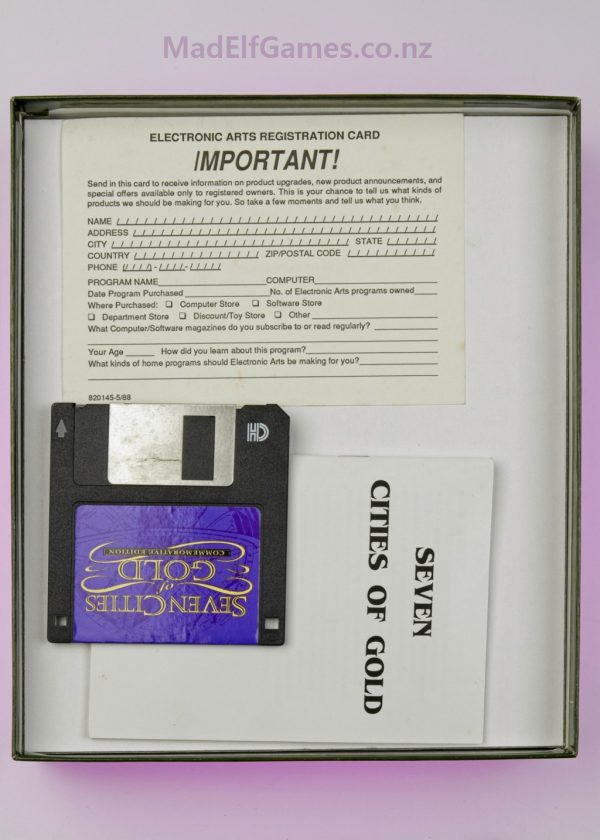 MadElfGames.co.nz
ELECTRONIC ARTS REGISTRATION CARD
IMPORTANT!
Send in this card to receive information on product upgrades, new product announcements, and
special offers available only to registered owners. This is your chance to tell us what kinds of
products we should be making for you. So take a few moments and tell us what you think.
NAME
ADDRESS
CITY STATE
COUNTRY ZIP/POSTAL CODE
PHONE
PROGRAM NAME COMPUTER
Date Program Purchased No. of Electronic Arts programs owned
Where Purchased: ❏ Computer Store ❏ Software Store
❏ Department Store ❏ Discount/Toy Store ❏ Other
What Computer/Software magazines do you subscribe to or read regularly?
Your Age How did you learn about this program?
What kinds of home programs should Electronic Arts be making for you?
820145-5/88
HD
SEVEN CITIES
of
GOLD
COMMEMORATIVE EDITION
SEVEN
CITIES OF GOLD